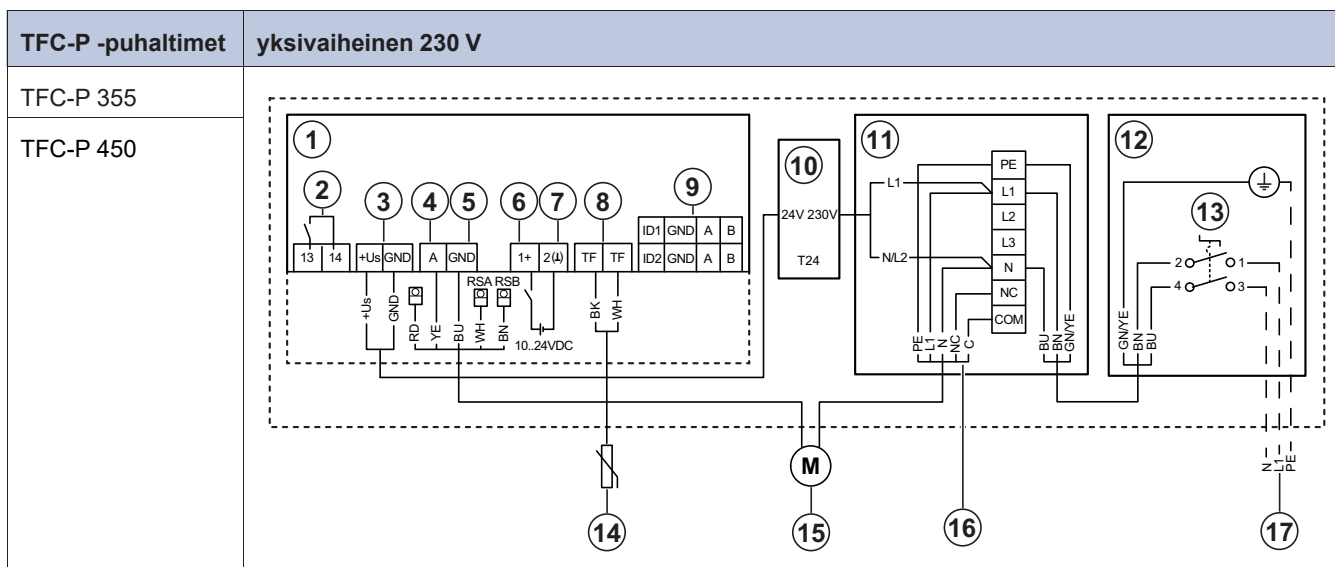 TFC-P -puhaltimet yksivaiheinen 230 V
TFC-P 355
TFC-P 450
1
2
3
4
5
6
7
8
9
10
11
12
13
13 14
+Us GND
A GND
1+ 2(⊥)
TF TF
ID1 GND A B
ID2 GND A B
RSA RSB
+Us
GND
RD
YE
BU
WH
BN
10..24VDC
BK
WH
24V 230V
T24
L1
N/L2
PE
L1
L2
L3
N
NC
COM
PE
L1
N
NC
C
BU
BN
GN/YE
GN/YE
BN
BU
2 1
4 3
M
N
L1
PE
14
15
16
17